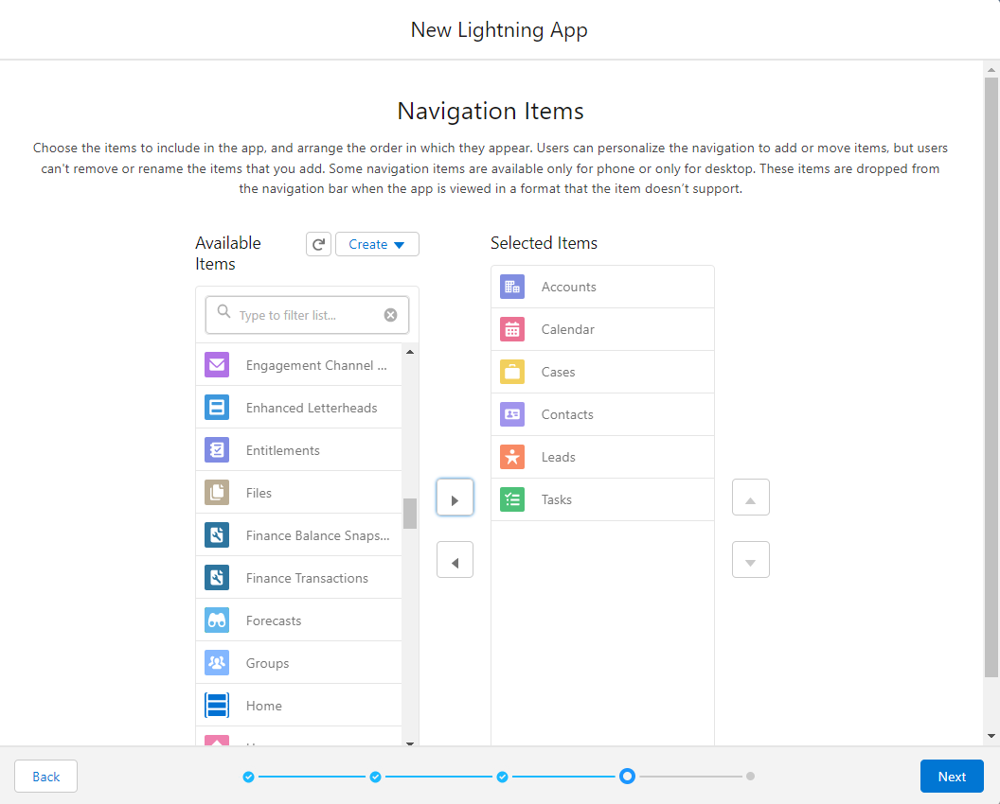 New Lightning App
Navigation Items
Choose the items to include in the app, and arrange the order in which they appear. Users can personalize the navigation to add or move items, but users
can't remove or rename the items that you add. Some navigation items are available only for phone or only for desktop. These items are dropped from
the navigation bar when the app is viewed in a format that the item doesn’t support.
Available
Items
Create
Type to filter list...
Engagement Channel ...
Enhanced Letterheads
Entitlements
Files
Finance Balance Snaps...
Finance Transactions
Forecasts
Groups
Home
Selected Items
Accounts
Calendar
Cases
Contacts
Leads
Tasks
Back
Next